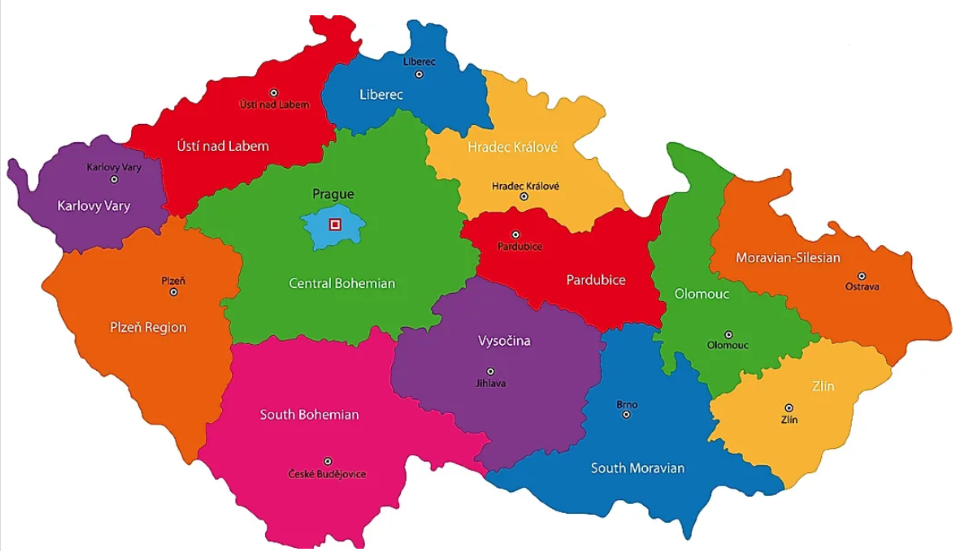 Liberec
Liberec
Ústí nad Labem
Ústí nad Labem
Hradec Králové
Karlovy Vary
Hradec Králové
Karlovy Vary
Prague
Pardubice
Moravian-Silesian
Plzeň
Central Bohemian
Pardubice
Ostrava
Olomouc
Plzeň Region
Vysočina
Olomouc
Jihlava
Zlín
Brno
South Bohemian
Zlín
South Moravian
České Budějovice